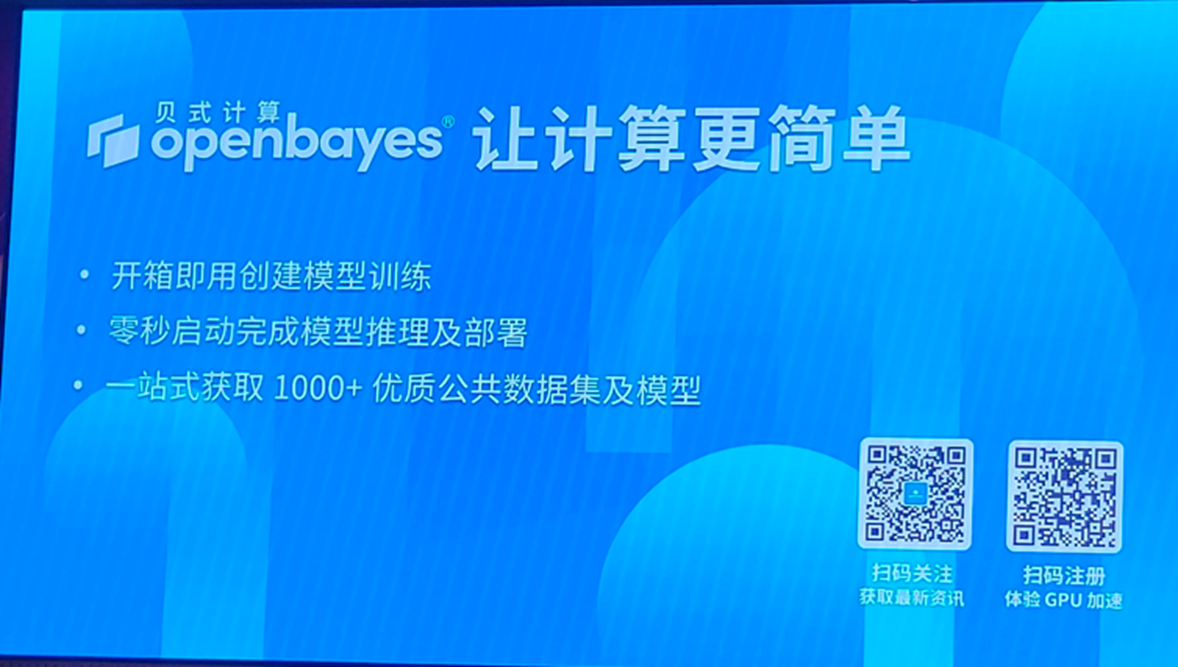 贝式计算
openbayes® 让计算更简单
• 开箱即用创建模型训练
• 零秒启动完成模型推理及部署
• 一站式获取 1000+ 优质公共数据集及模型
扫码关注
获取最新资讯
扫码注册
体验 GPU 加速